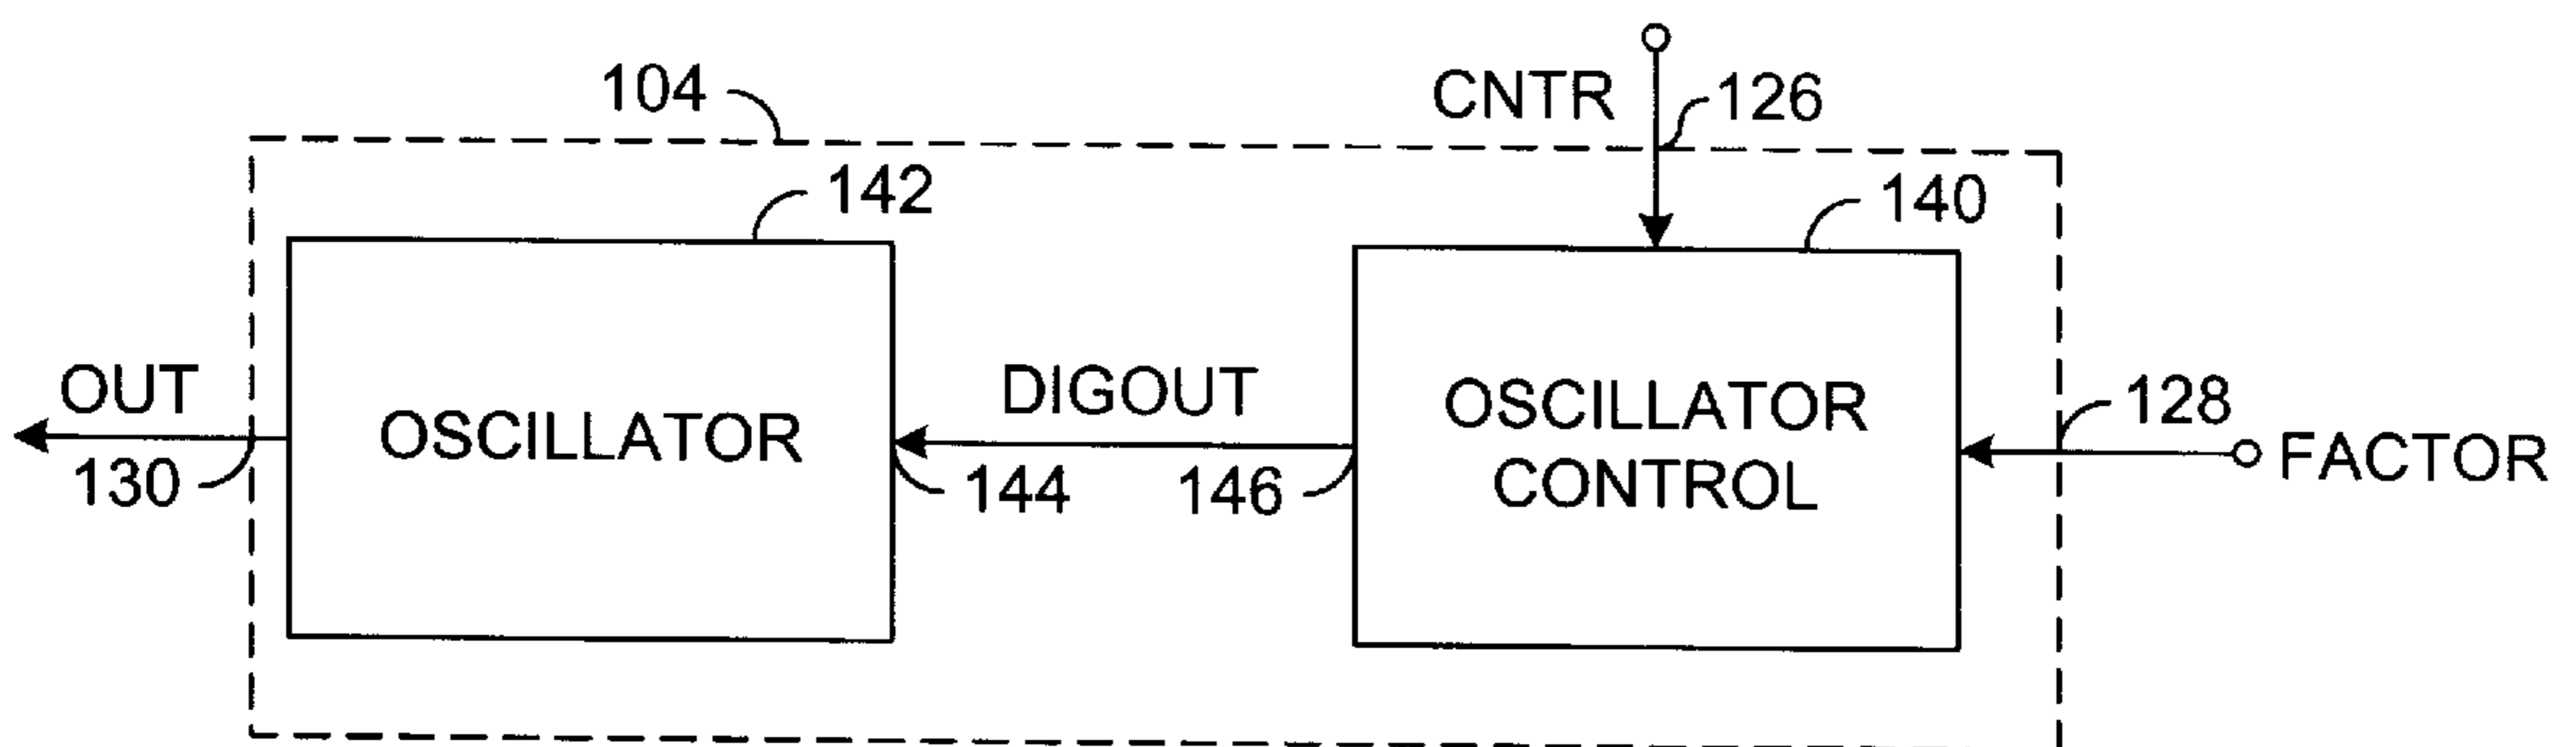 CNTR
126
104
142
140
OUT
130
OSCILLATOR
DIGOUT
144
146
OSCILLATOR
CONTROL
128
FACTOR